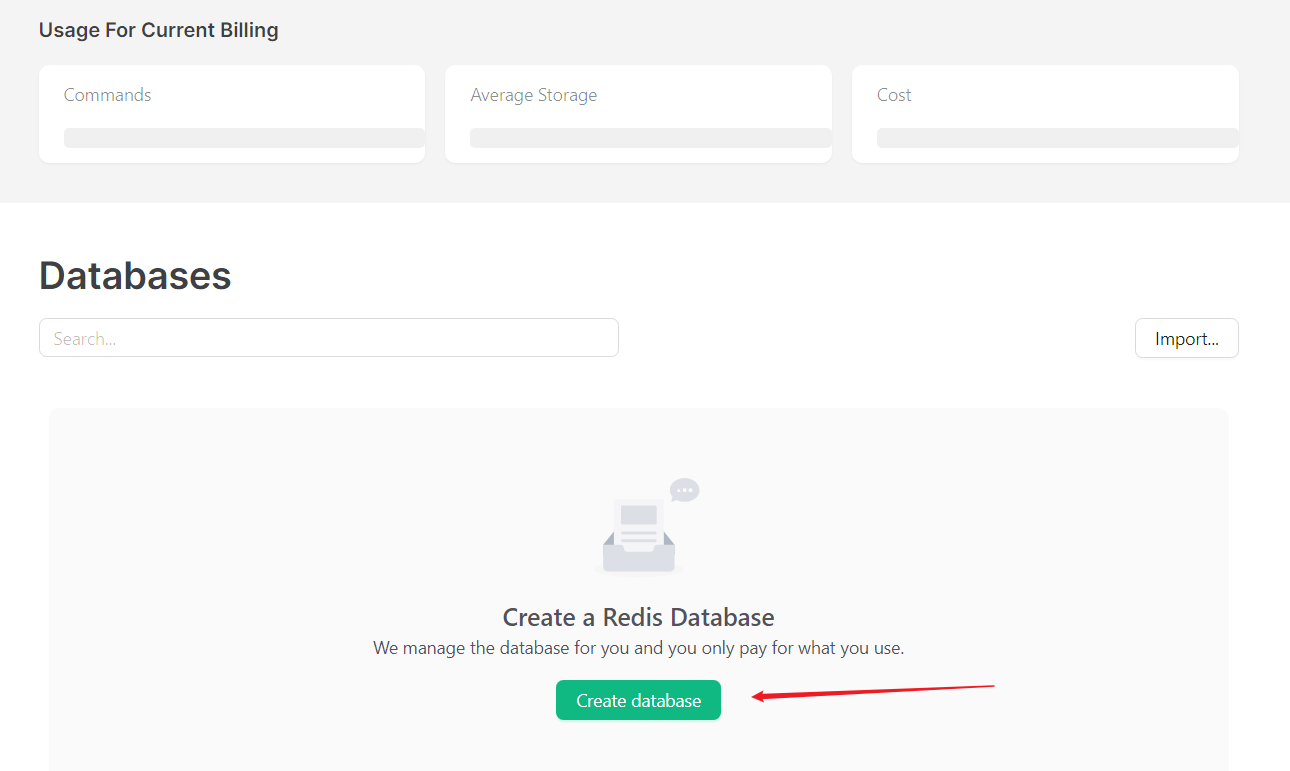 Usage For Current Billing
Commands
Average Storage
Cost
Databases
Search...
Import...
Create a Redis Database
We manage the database for you and you only pay for what you use.
Create database